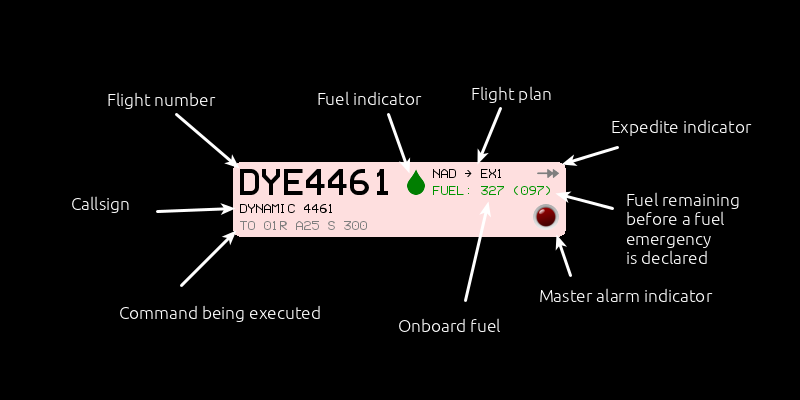 Flight number
Fuel indicator
Flight plan
Expedite indicator
DYE4461
NAD → EX1
FUEL: 327 (097)
Callsign
DYNAMIC 4461
TO 01R A25 S 300
Fuel remaining
before a fuel
emergency
is declared
Command being executed
Onboard fuel
Master alarm indicator